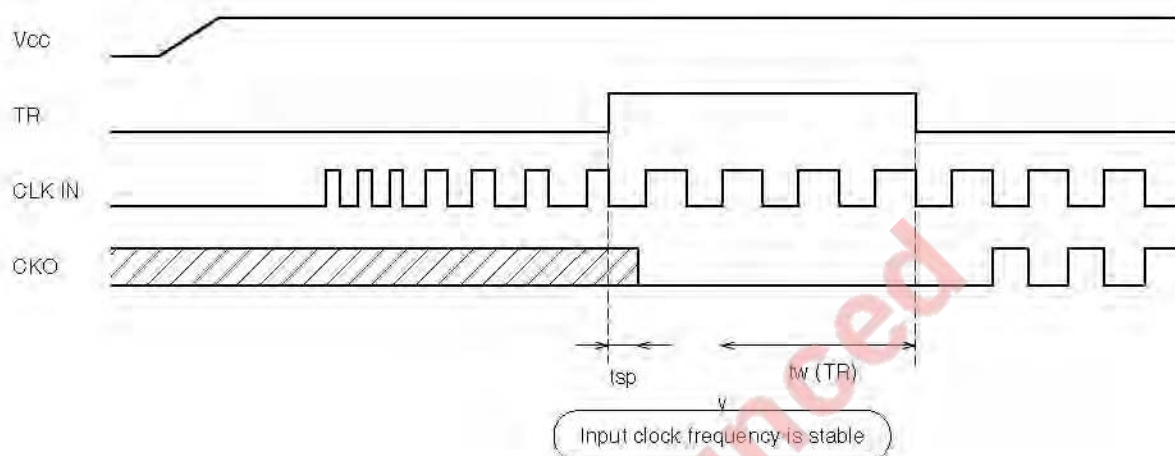 Vcc
TR
CLK IN
CKO
tsp
tw (TR)
Input clock frequency is stable